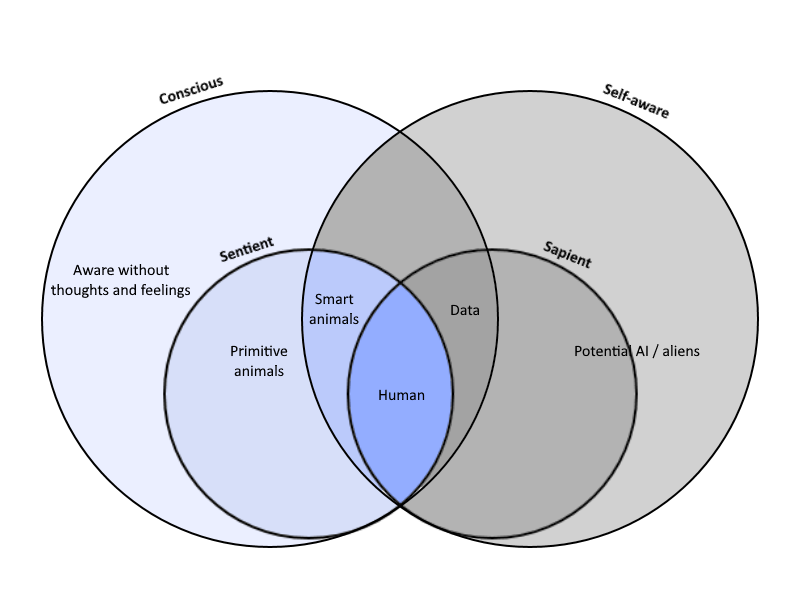 Conscious
Self-aware
Sentient
Sapient
Aware without
thoughts and feelings
Smart
animals
Data
Primitive
animals
Potential AI / aliens
Human